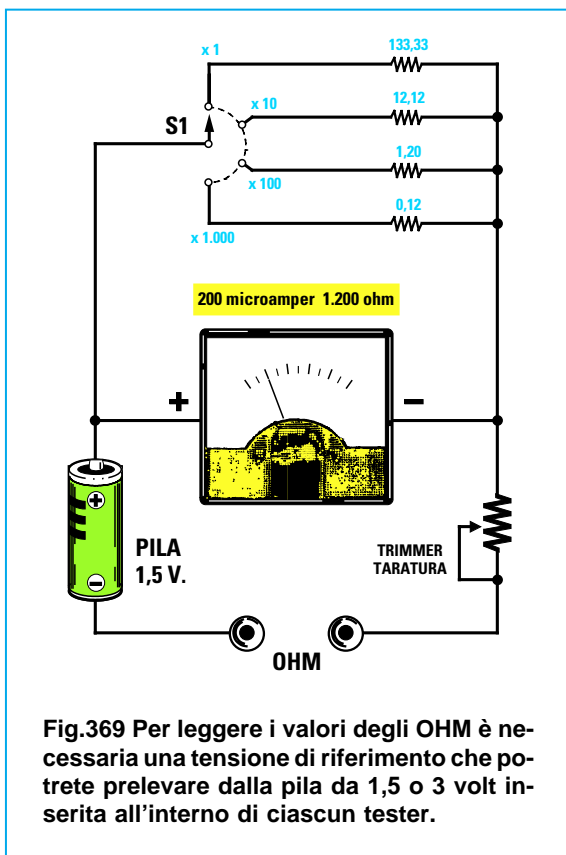 x 1
133,33
S1
x 10
12,12
1,20
x 100
0,12
x 1.000
200 microamper 1.200 ohm
+
−
+
−
PILA
1,5 V.
TRIMMER
TARATURA
OHM
Fig.369 Per leggere i valori degli OHM è ne-
cessaria una tensione di riferimento che po-
trete prelevare dalla pila da 1,5 o 3 volt in-
serita all'interno di ciascun tester.